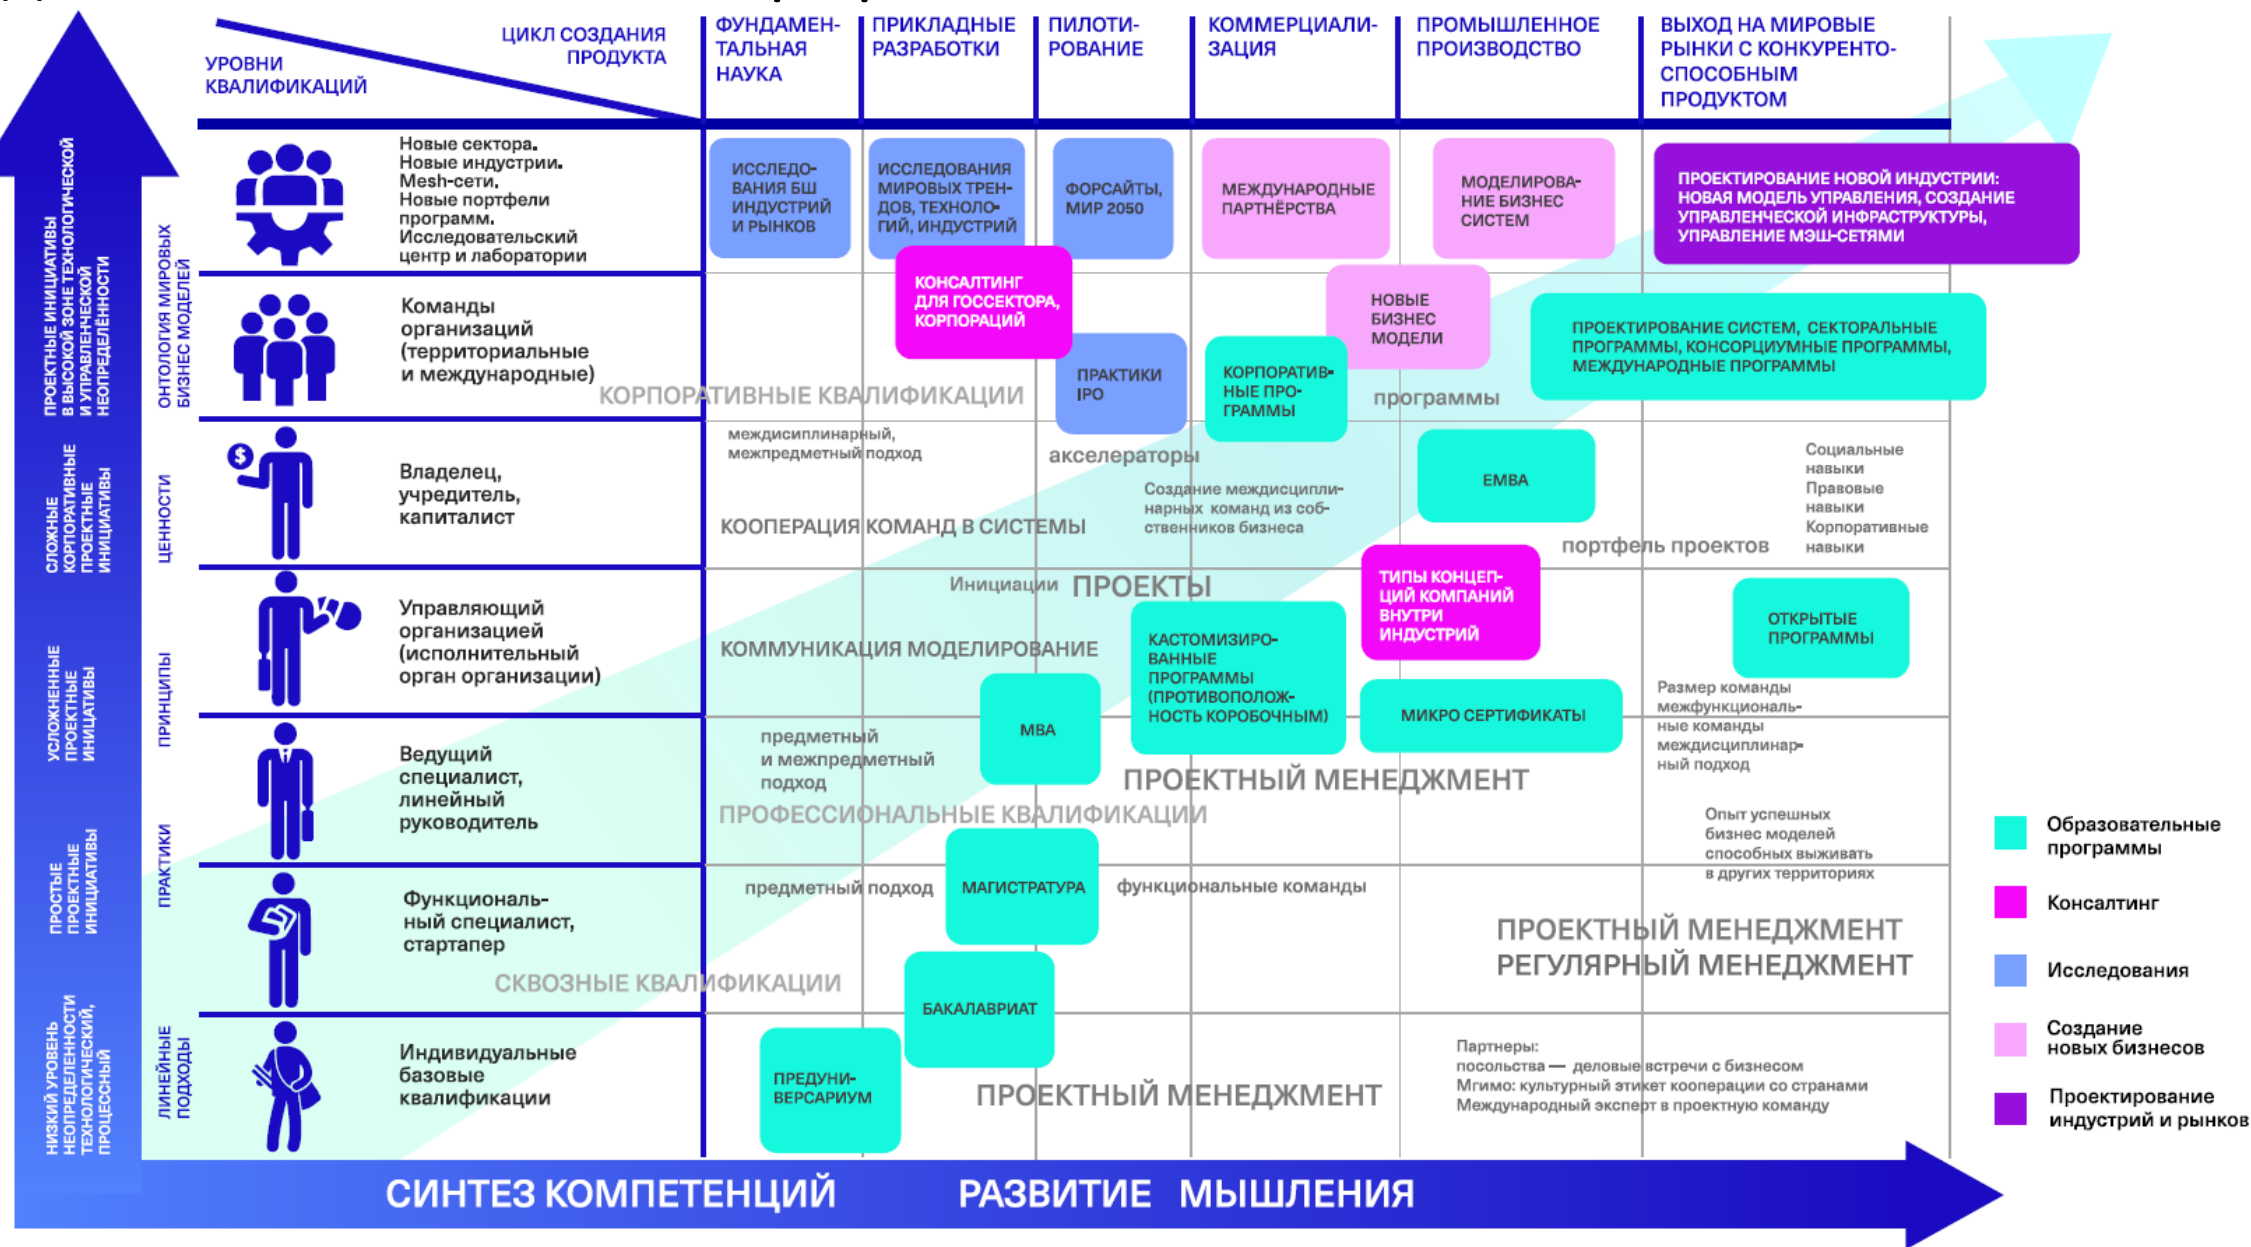 ЦИКЛ СОЗДАНИЯ
ПРОДУКТА
УРОВНИ
КВАЛИФИКАЦИЙ
ФУНДАМЕН-
ТАЛЬНАЯ
НАУКА
ПРИКЛАДНЫЕ
РАЗРАБОТКИ
ПИЛОТИ-
РОВАНИЕ
КОММЕРЦИАЛИ-
ЗАЦИЯ
ПРОМЫШЛЕННОЕ
ПРОИЗВОДСТВО
ВЫХОД НА МИРОВЫЕ
РЫНКИ С КОНКУРЕНТО-
СПОСОБНЫМ
ПРОДУКТОМ
ПРОЕКТНЫЕ ИНИЦИАТИВЫ
В ВЫСОКОЙ ЗОНЕ ТЕХНОЛОГИЧЕСКОЙ
И УПРАВЛЕНЧЕСКОЙ
НЕОПРЕДЕЛЁННОСТИ
СЛОЖНЫЕ
КОРПОРАТИВНЫЕ
ПРОЕКТНЫЕ
ИНИЦИАТИВЫ
УСЛОЖНЕННЫЕ
ПРОЕКТНЫЕ
ИНИЦАТИВЫ
ПРОСТЫЕ
ПРОЕКТНЫЕ
ИНИЦИАТИВЫ
НИЗКИЙ УРОВЕНЬ
НЕОПРЕДЕЛЕННОСТИ
ТЕХНОЛОГИЧЕСКИЙ,
ПРОЦЕССНЫЙ
ОНТОЛОГИЯ МИРОВЫХ
БИЗНЕС МОДЕЛЕЙ
ЦЕННОСТИ
ПРИНЦИПЫ
ПРАКТИКИ
ЛИНЕЙНЫЕ
ПОДХОДЫ
Новые сектора.
Новые индустрии.
Mesh-сети.
Новые портфели
программ.
Исследовательский
центр и лаборатории
ИССЛЕДО-
ВАНИЯ БШ
ИНДУСТРИЙ
И РЫНКОВ
ИССЛЕДОВАНИЯ
МИРОВЫХ ТРЕН-
ДОВ, ТЕХНОЛО-
ГИЙ, ИНДУСТРИЙ
ФОРСАЙТЫ,
МИР 2050
МЕЖДУНАРОДНЫЕ
ПАРТНЁРСТВА
МОДЕЛИРОВА-
НИЕ БИЗНЕС
СИСТЕМ
ПРОЕКТИРОВАНИЕ НОВОЙ ИНДУСТРИИ:
НОВАЯ МОДЕЛЬ УПРАВЛЕНИЯ, СОЗДАНИЕ
УПРАВЛЕНЧЕСКОЙ ИНФРАСТРУКТУРЫ,
УПРАВЛЕНИЕ МЭШ-СЕТЯМИ
Команды
организаций
(территориальные
и международные)
КОНСАЛТИНГ
ДЛЯ ГОССЕКТОРА,
КОРПОРАЦИЙ
ПРАКТИКИ
IPO
НОВЫЕ
БИЗНЕС
МОДЕЛИ
КОРПОРАТИВ-
НЫЕ ПРО-
ГРАММЫ
ПРОЕКТИРОВАНИЕ СИСТЕМ, СЕКТОРАЛЬНЫЕ
ПРОГРАММЫ, КОНСОРЦИУМНЫЕ ПРОГРАММЫ,
МЕЖДУНАРОДНЫЕ ПРОГРАММЫ
КОРПОРАТИВНЫЕ КВАЛИФИКАЦИИ
программы
Владелец,
учредитель,
капиталист
междисиплинарный,
межпредметный подход
акселераторы
Создание междисципли-
нарных команд из соб-
ственников бизнеса
КООПЕРАЦИЯ КОМАНД В СИСТЕМЫ
EMBA
портфель проектов
Социальные
навыки
Правовые
навыки
Корпоративные
навыки
Управляющий
организацией
(исполнительный
орган организации)
Инициации ПРОЕКТЫ
КОММУНИКАЦИЯ МОДЕЛИРОВАНИЕ
КАСТОМИЗИРО-
ВАННЫЕ
ПРОГРАММЫ
(ПРОТИВОПОЛОЖ-
НОСТЬ КОРОБОЧНЫМ)
ТИПЫ КОНЦЕП-
ЦИЙ КОМПАНИЙ
ВНУТРИ
ИНДУСТРИЙ
ОТКРЫТЫЕ
ПРОГРАММЫ
МИКРО СЕРТИФИКАТЫ
Размер команды
межфункциональ-
ные команды
междисциплинар-
ный подход
Ведущий
специалист,
линейный
руководитель
предметный
и межпредметный
подход
MBA
ПРОЕКТНЫЙ МЕНЕДЖМЕНТ
ПРОФЕССИОНАЛЬНЫЕ КВАЛИФИКАЦИИ
Опыт успешных
бизнес моделей
способных выживать
в других территориях
Функциональ-
ный специалист,
стартапер
предметный подход
МАГИСТРАТУРА
функциональные команды
ПРОЕКТНЫЙ МЕНЕДЖМЕНТ
РЕГУЛЯРНЫЙ МЕНЕДЖМЕНТ
СКВОЗНЫЕ КВАЛИФИКАЦИИ
БАКАЛАВРИАТ
Индивидуальные
базовые
квалификации
ПРЕДУНИ-
ВЕРСАРИУМ
ПРОЕКТНЫЙ МЕНЕДЖМЕНТ
Партнеры:
посольства — деловые встречи с бизнесом
Мгимо: культурный этикет кооперации со странами
Международный эксперт в проектную команду
Образовательные
программы
Консалтинг
Исследования
Создание
новых бизнесов
Проектирование
индустрий и рынков
СИНТЕЗ КОМПЕТЕНЦИЙ РАЗВИТИЕ МЫШЛЕНИЯ